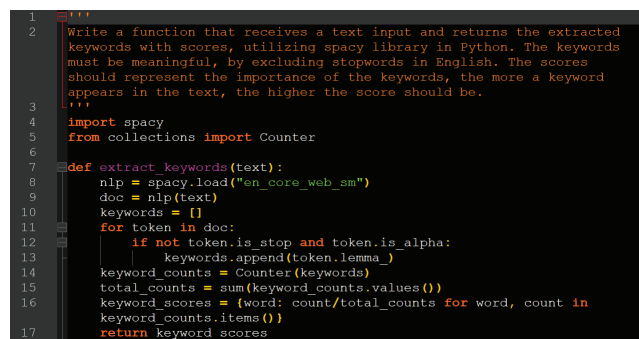 1 '''
2 Write a function that receives a text input and returns the extracted
keywords with scores, utilizing spacy library in Python. The keywords
must be meaningful, by excluding stopwords in English. The scores
should represent the importance of the keywords, the more a keyword
appears in the text, the higher the score should be.
3 '''
4 import spacy
5 from collections import Counter
6
7 def extract_keywords(text):
8     nlp = spacy.load("en_core_web_sm")
9     doc = nlp(text)
10     keywords = []
11     for token in doc:
12         if not token.is_stop and token.is_alpha:
13             keywords.append(token.lemma_)
14     keyword_counts = Counter(keywords)
15     total_counts = sum(keyword_counts.values())
16     keyword_scores = {word: count/total_counts for word, count in
keyword_counts.items()}
17     return keyword_scores